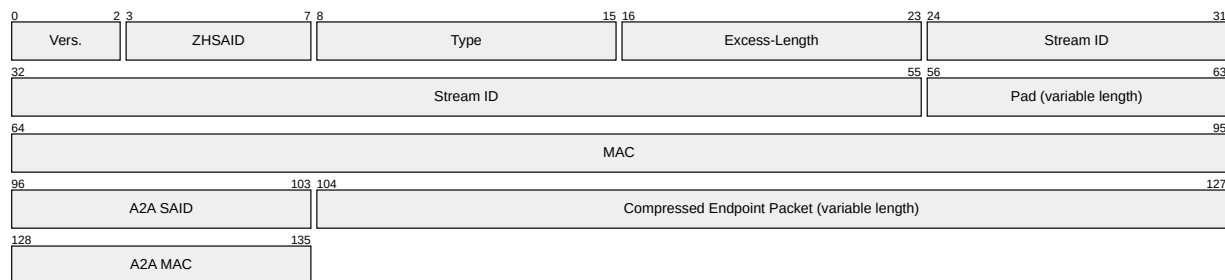 0 2 3 7 8 15 16 23 24 31
Vers. ZHSAID Type Excess-Length Stream ID
32 55 56 63
Stream ID Pad (variable length)
64 95
MAC
96 103 104 127
A2A SAID Compressed Endpoint Packet (variable length)
128 135
A2A MAC